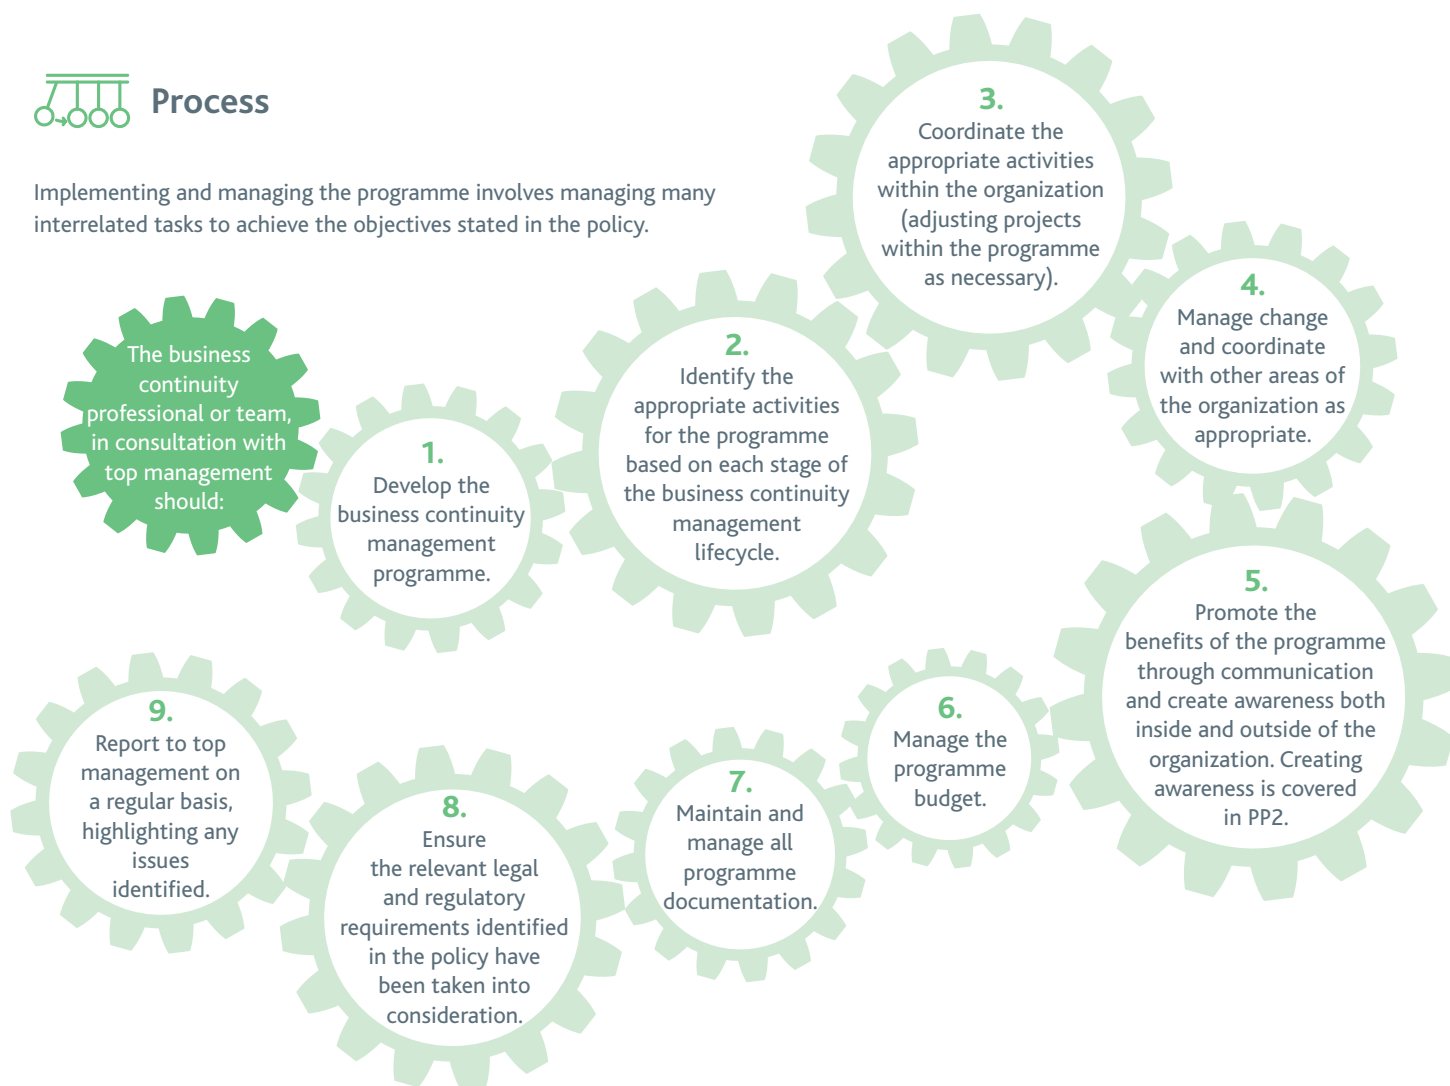 Process
Implementing and managing the programme involves managing many
interrelated tasks to achieve the objectives stated in the policy.
The business
continuity
professional or team,
in consultation with
top management
should:
1.
Develop the
business continuity
management
programme.
2.
Identify the
appropriate activities
for the programme
based on each stage of
the business continuity
management
lifecycle.
3.
Coordinate the
appropriate activities
within the organization
(adjusting projects
within the programme
as necessary).
4.
Manage change
and coordinate
with other areas of
the organization as
appropriate.
5.
Promote the
benefits of the programme
through communication
and create awareness both
inside and outside of the
organization. Creating
awareness is covered
in PP2.
6.
Manage the
programme
budget.
7.
Maintain and
manage all
programme
documentation.
8.
Ensure
the relevant legal
and regulatory
requirements identified
in the policy have
been taken into
consideration.
9.
Report to top
management on
a regular basis,
highlighting any
issues
identified.